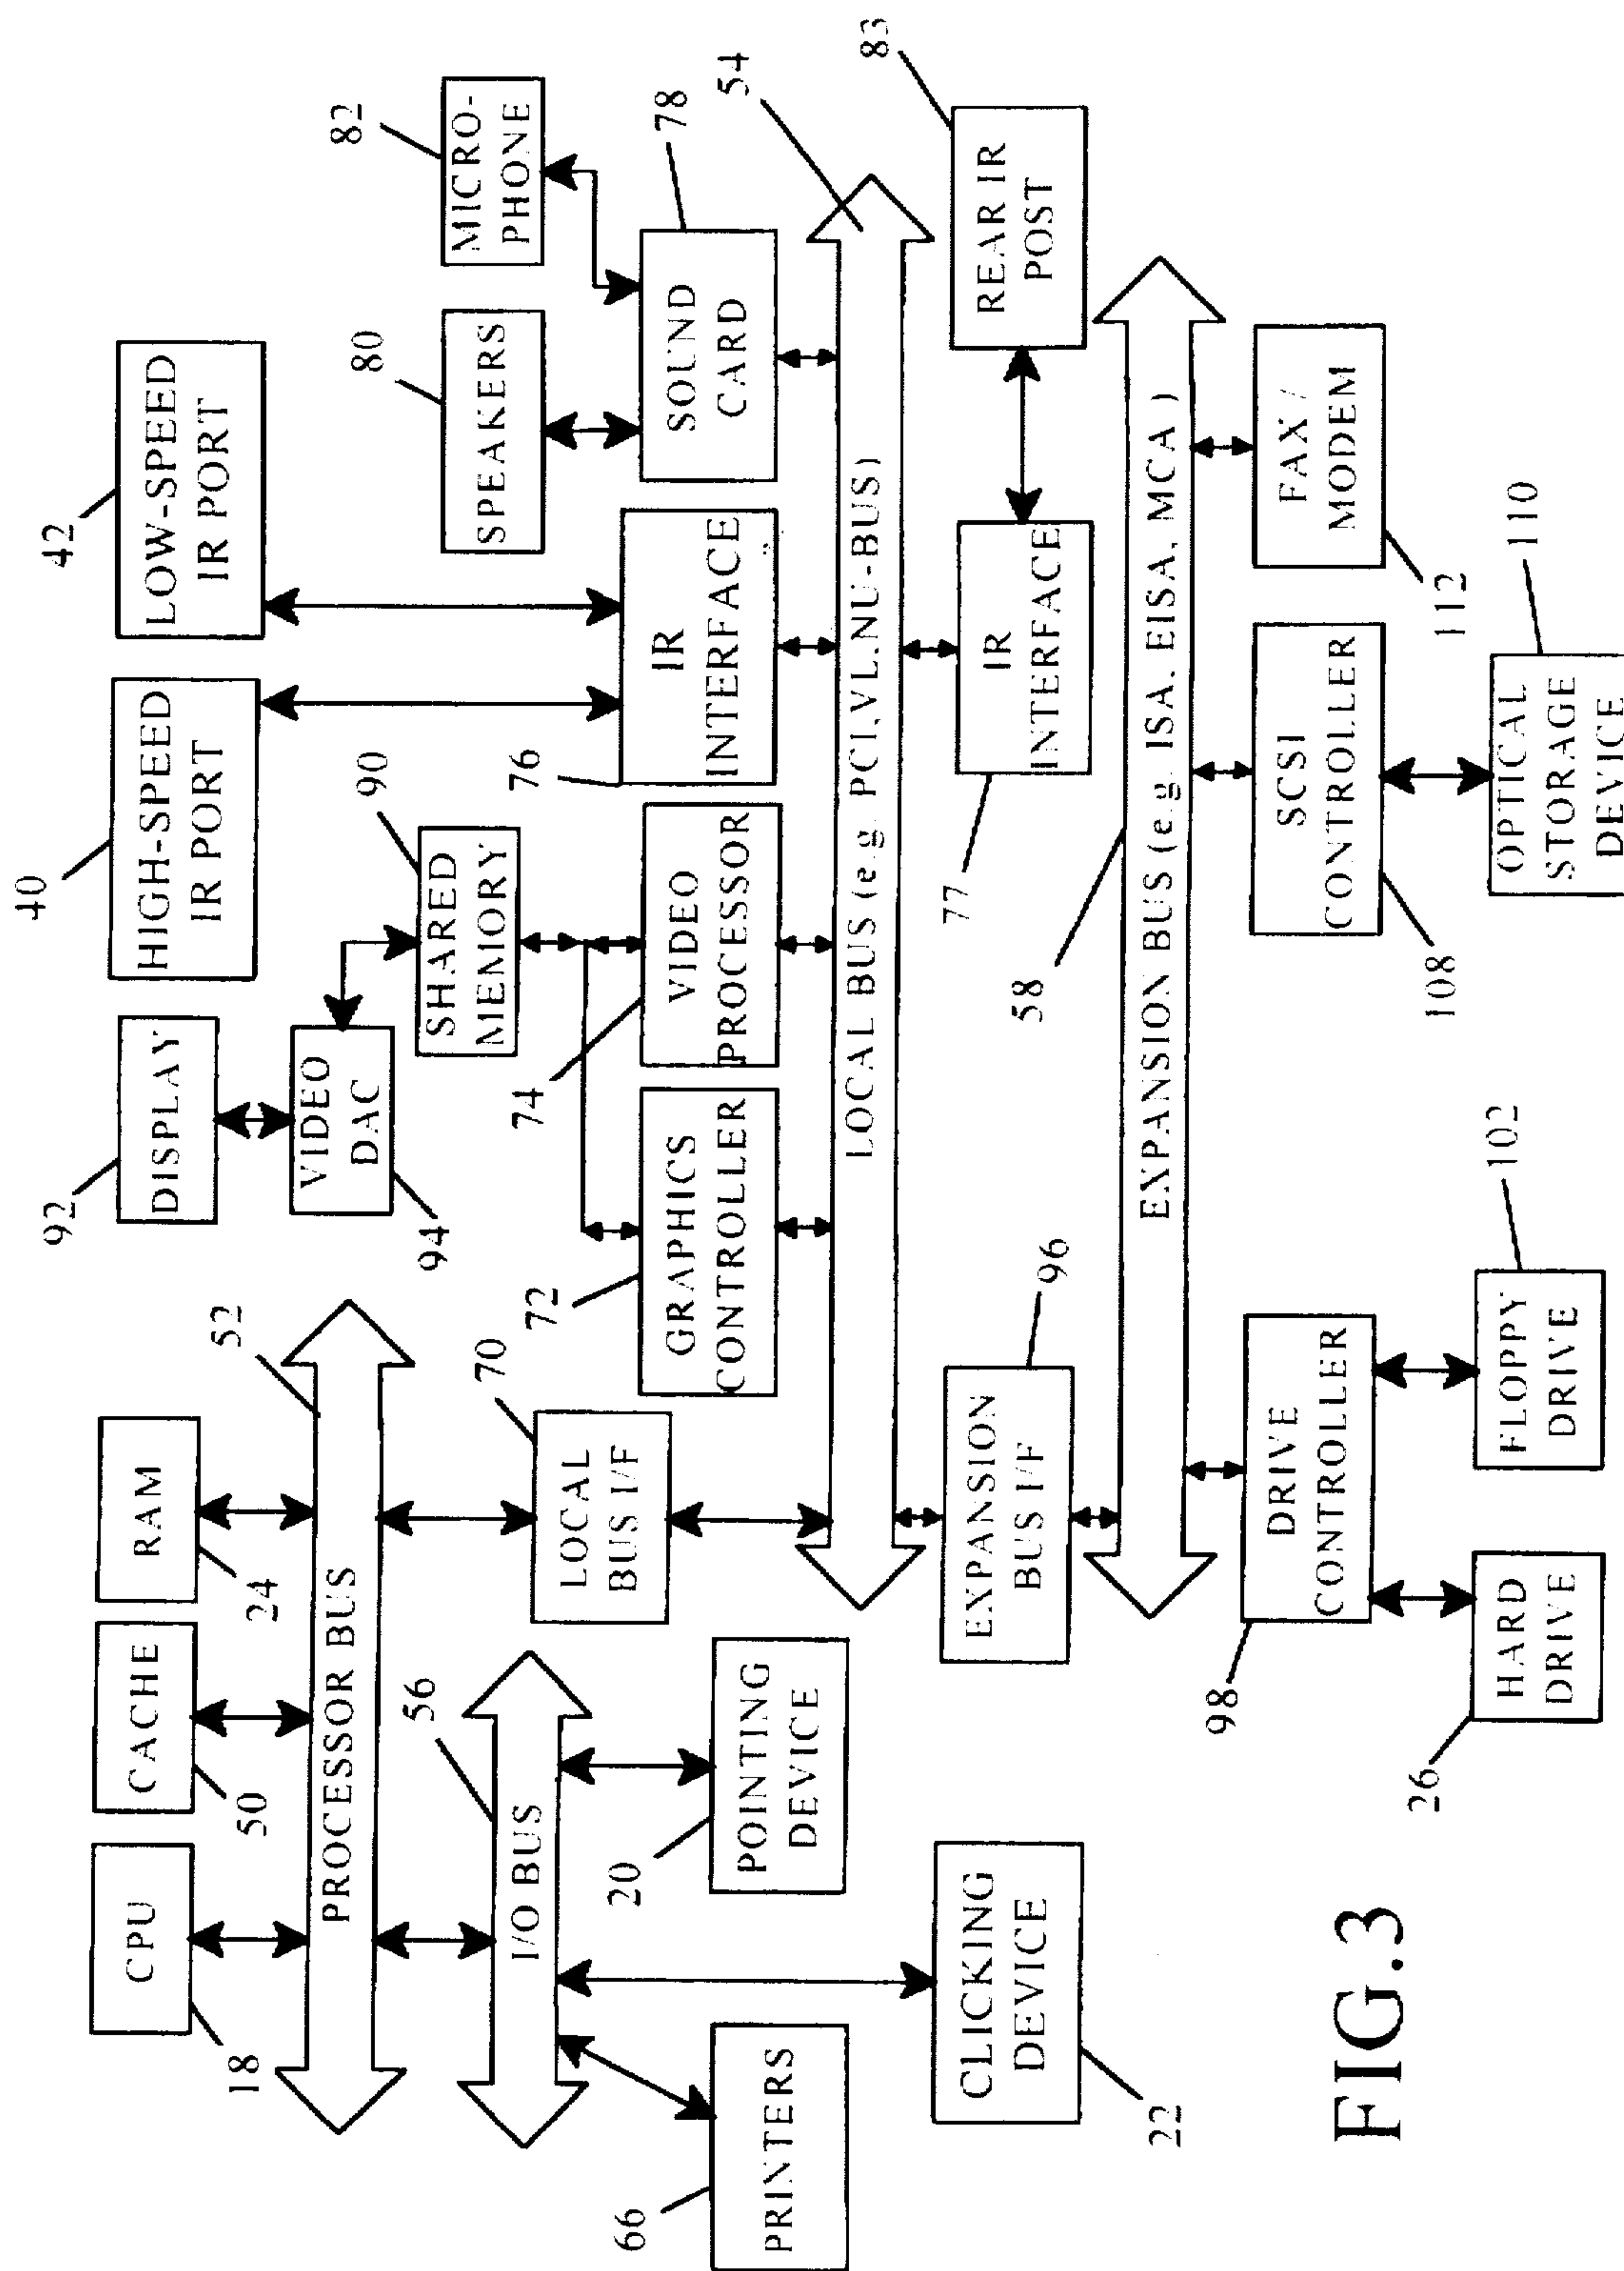 CPU
18
CACHE
50
RAM
24
PROCESSOR BUS
52
I/O BUS
56
PRINTERS
66
CLICKING
DEVICE
22
POINTING
DEVICE
20
LOCAL
BUS I/F
70
DISPLAY
92
VIDEO
DAC
94
SHARED
MEMORY
90
HIGH-SPEED
IR PORT
40
LOW-SPEED
IR PORT
42
SPEAKERS
80
MICRO-
PHONE
82
GRAPHICS
CONTROLLER
72
VIDEO
PROCESSOR
74
IR
INTERFACE
76
SOUND
CARD
78
LOCAL BUS (e.g. PCI,VL,NU-BUS)
54
EXPANSION
BUS I/F
96
IR
INTERFACE
77
REAR IR
POST
83
EXPANSION BUS (e.g. ISA, EISA, MCA)
58
DRIVE
CONTROLLER
98
HARD
DRIVE
26
FLOPPY
DRIVE
102
SCSI
CONTROLLER
108
OPTICAL
STORAGE
DEVICE
110
FAX /
MODEM
112
FIG.3